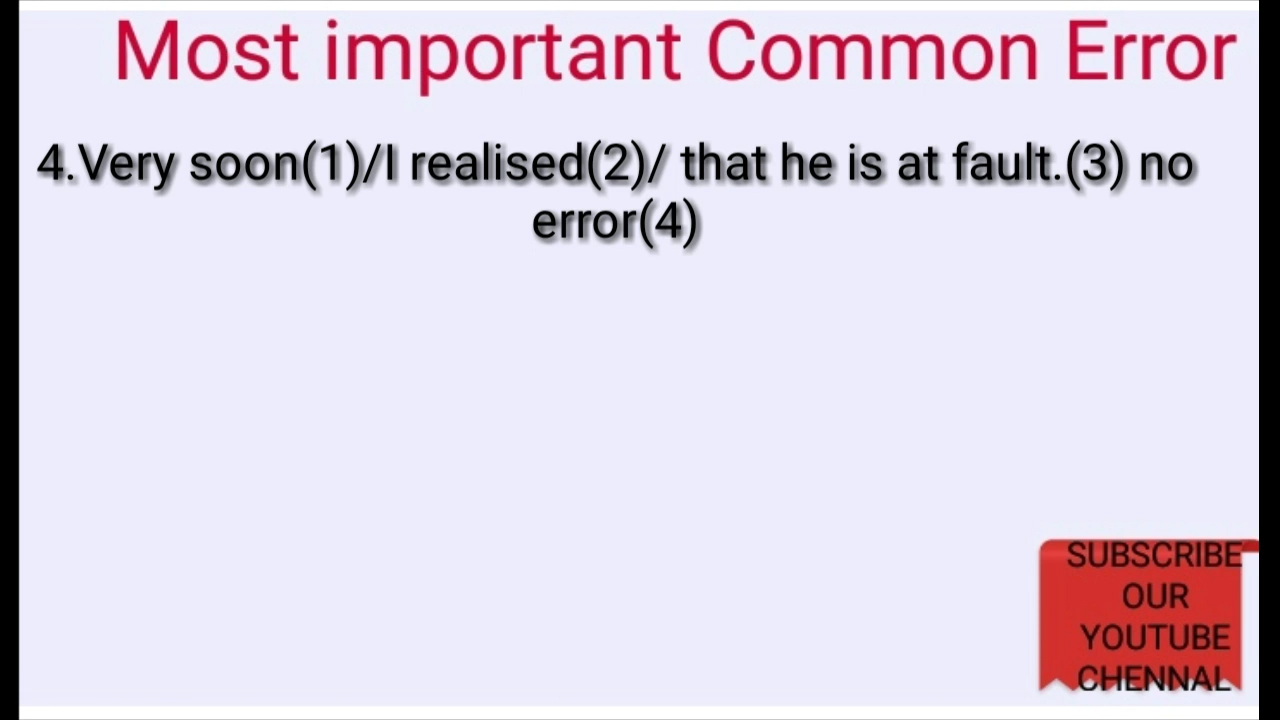 Most important Common Error
4.Very soon(1)/I realised(2)/ that he is at fault.(3) no
error(4)
SUBSCRIBE
OUR
YOUTUBE
CHENNAL